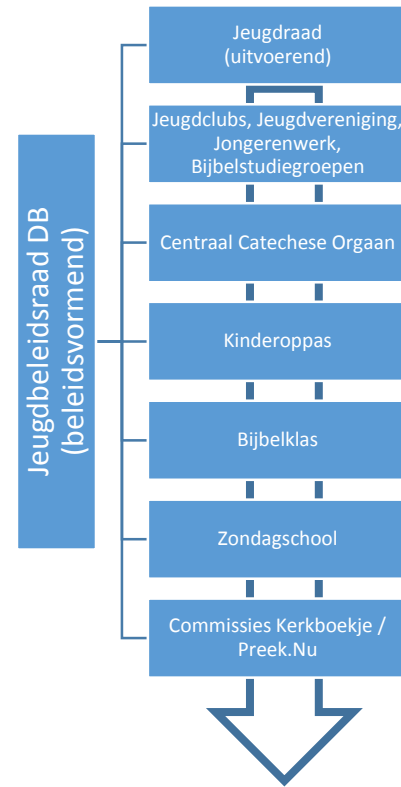 Jeugdbeleidsraad DB
(beleidsvormend)
Jeugdraad
(uitvoerend)
Jeugdclubs, Jeugdvereniging,
Jongerenwerk,
Bijbelstudiegroepen
Centraal Catechese Orgaan
Kinderoppas
Bijbelklas
Zondagschool
Commissies Kerkboekje /
Preek.Nu